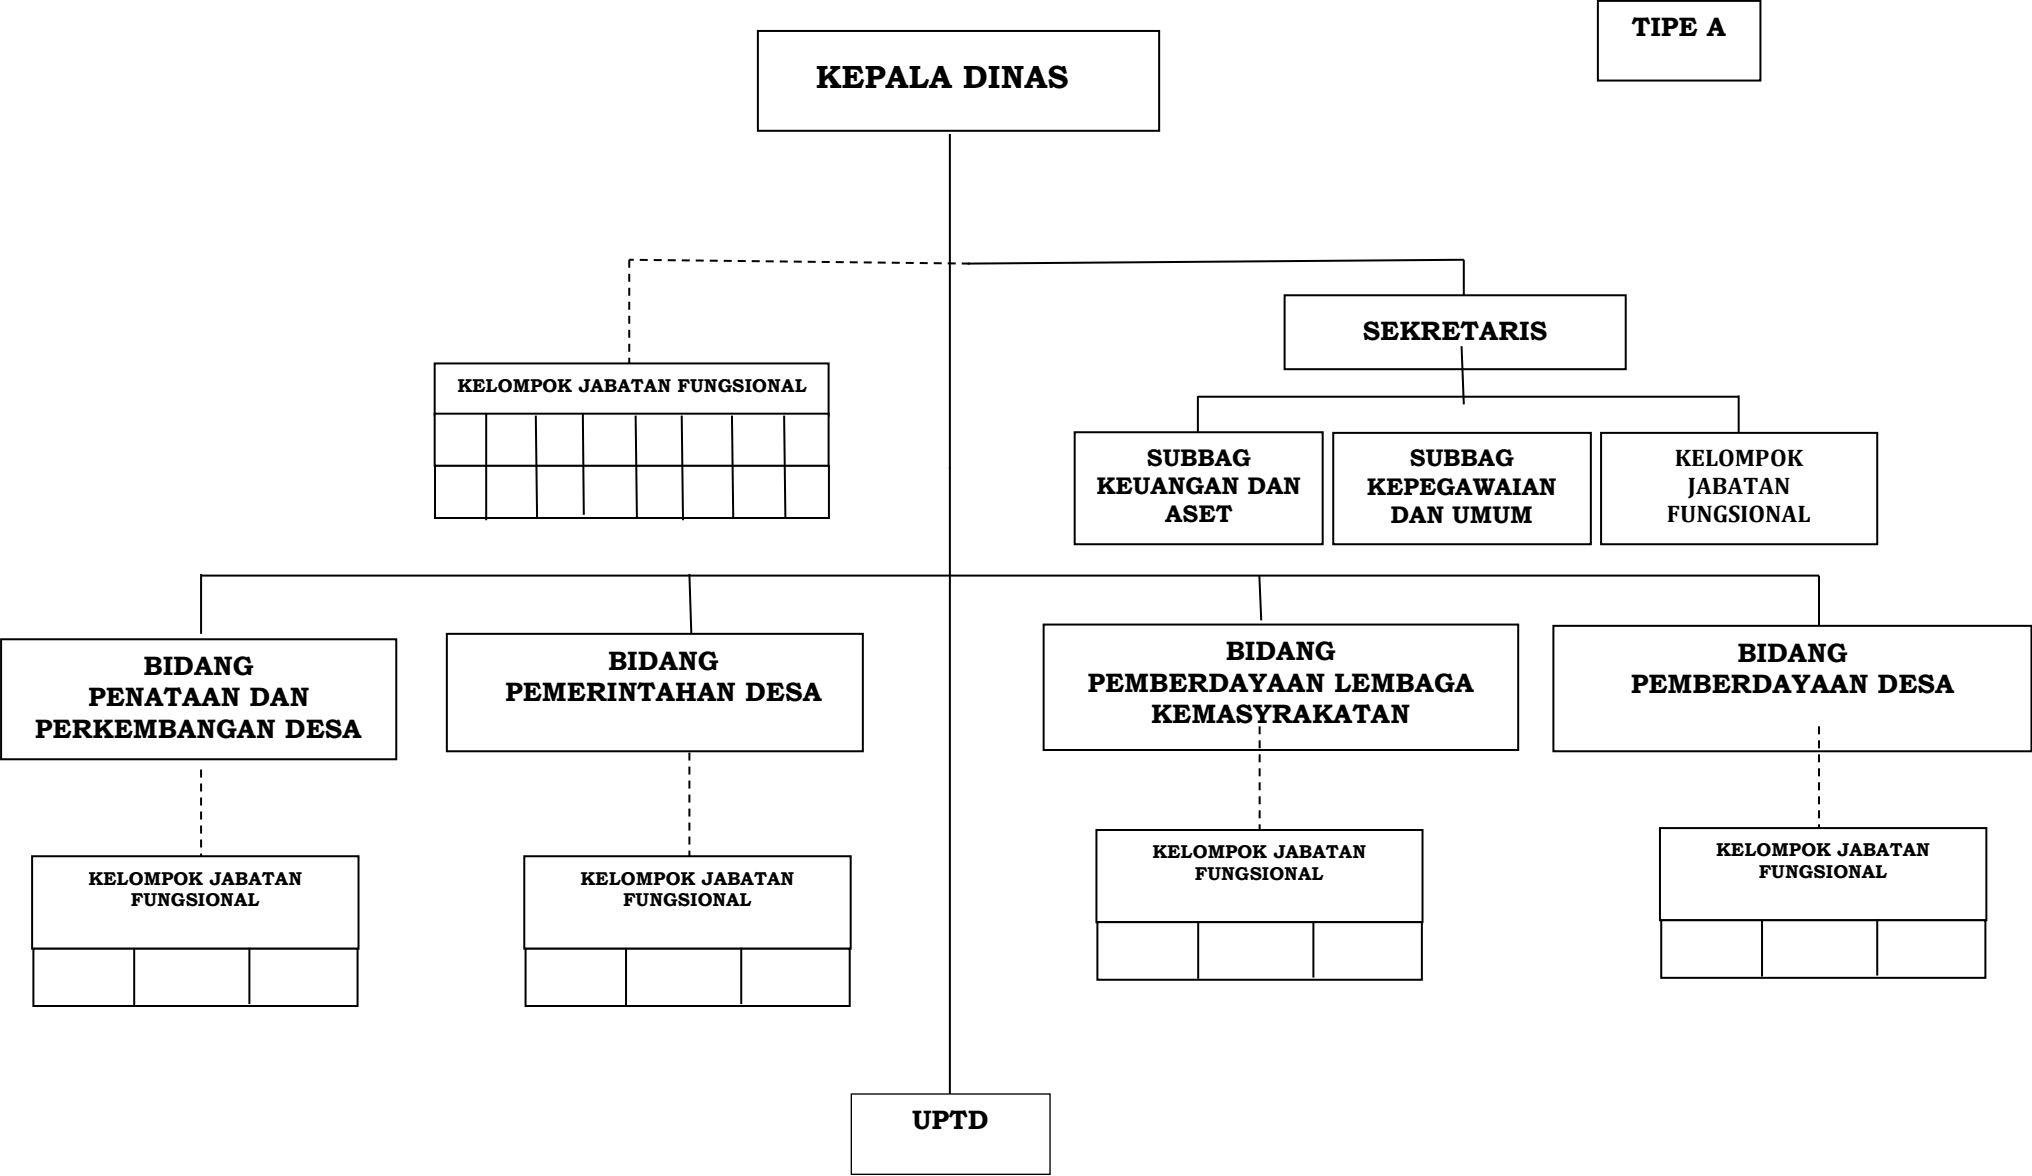 TIPE A
KEPALA DINAS
SEKRETARIS
KELOMPOK JABATAN FUNGSIONAL
SUBBAG
KEUANGAN DAN
ASET
SUBBAG
KEPEGAWAIAN
DAN UMUM
KELOMPOK
JABATAN
FUNGSIONAL
BIDANG
PENATAAN DAN
PERKEMBANGAN DESA
BIDANG
PEMERINTAHAN DESA
BIDANG
PEMBERDAYAAN LEMBAGA
KEMASYRAKATAN
BIDANG
PEMBERDAYAAN DESA
KELOMPOK JABATAN
FUNGSIONAL
KELOMPOK JABATAN
FUNGSIONAL
KELOMPOK JABATAN
FUNGSIONAL
KELOMPOK JABATAN
FUNGSIONAL
UPTD